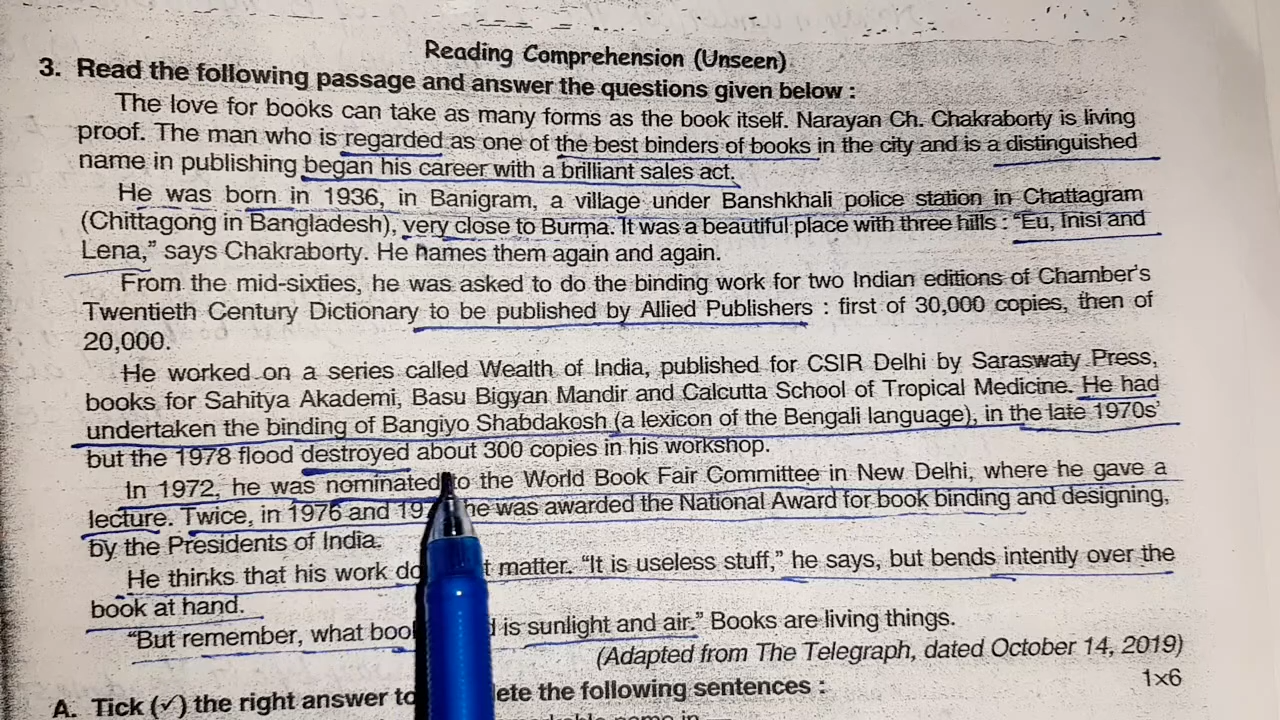 Reading Comprehension (Unseen)
3. Read the following passage and answer the questions given below :
The love for books can take as many forms as the book itself. Narayan Ch. Chakraborty is living
proof. The man who is regarded as one of the best binders of books in the city and is a distinguished
name in publishing began his career with a brilliant sales act.
He was born in 1936, in Banigram, a village under Banshkhali police station in Chattagram
(Chittagong in Bangladesh), very close to Burma. It was a beautiful place with three hills : “Eu, Inisi and
Lena,” says Chakraborty. He names them again and again.
From the mid-sixties, he was asked to do the binding work for two Indian editions of Chamber's
Twentieth Century Dictionary to be published by Allied Publishers : first of 30,000 copies, then of
20,000.
He worked on a series called Wealth of India, published for CSIR Delhi by Saraswaty Press,
books for Sahitya Akademi, Basu Bigyan Mandir and Calcutta School of Tropical Medicine. He had
undertaken the binding of Bangiyo Shabdakosh (a lexicon of the Bengali language), in the late 1970s'
but the 1978 flood destroyed about 300 copies in his workshop.
In 1972, he was nominated to the World Book Fair Committee in New Delhi, where he gave a
lecture. Twice, in 1976 and he was awarded the National Award for book binding and designing,
by the Presidents of India.
He thinks that his work matter. “It is useless stuff,” he says, but bends intently over the
book at hand.
“But remember, what is sunlight and air.” Books are living things.
(Adapted from The Telegraph, dated October 14, 2019)
A. Tick (✓) the right answer to the following sentences : 1×6
name in